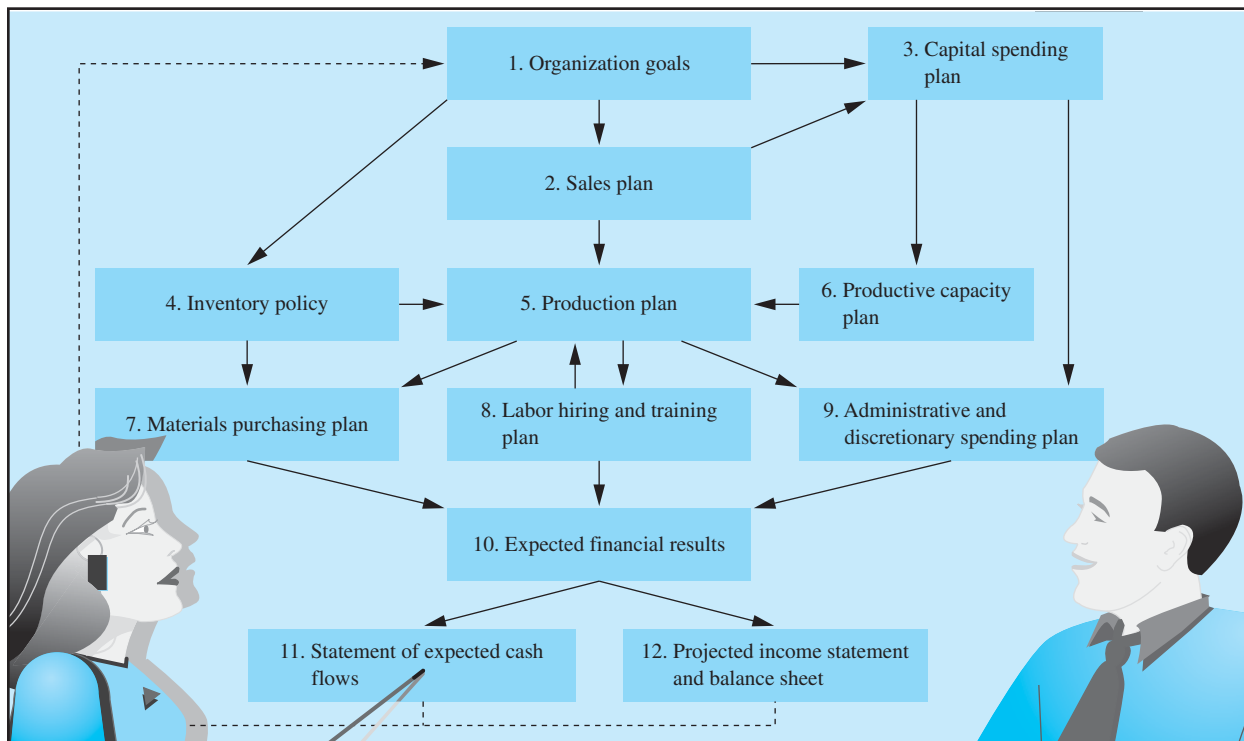 1. Organization goals
3. Capital spending
plan
2. Sales plan
4. Inventory policy
5. Production plan
6. Productive capacity
plan
7. Materials purchasing plan
8. Labor hiring and training
plan
9. Administrative and
discretionary spending plan
10. Expected financial results
11. Statement of expected cash
flows
12. Projected income statement
and balance sheet